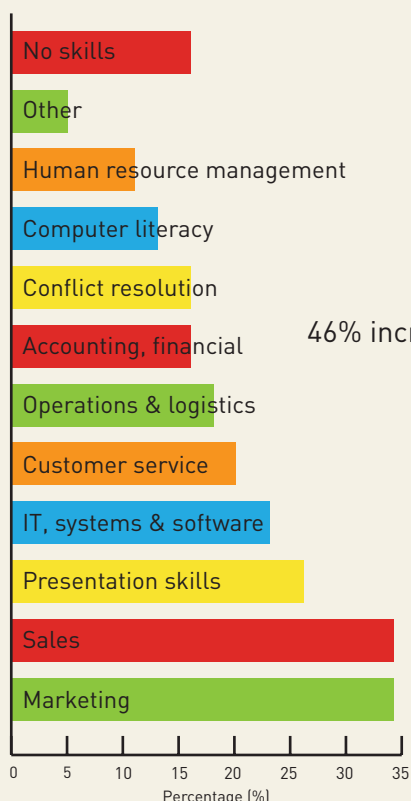 No skills
Other
Human resource management
Computer literacy
Conflict resolution
46% incr
Accounting, financial
Operations & logistics
Customer service
IT, systems & software
Presentation skills
Sales
Marketing
0 5 10 15 20 25 30 35
Percentage (%)